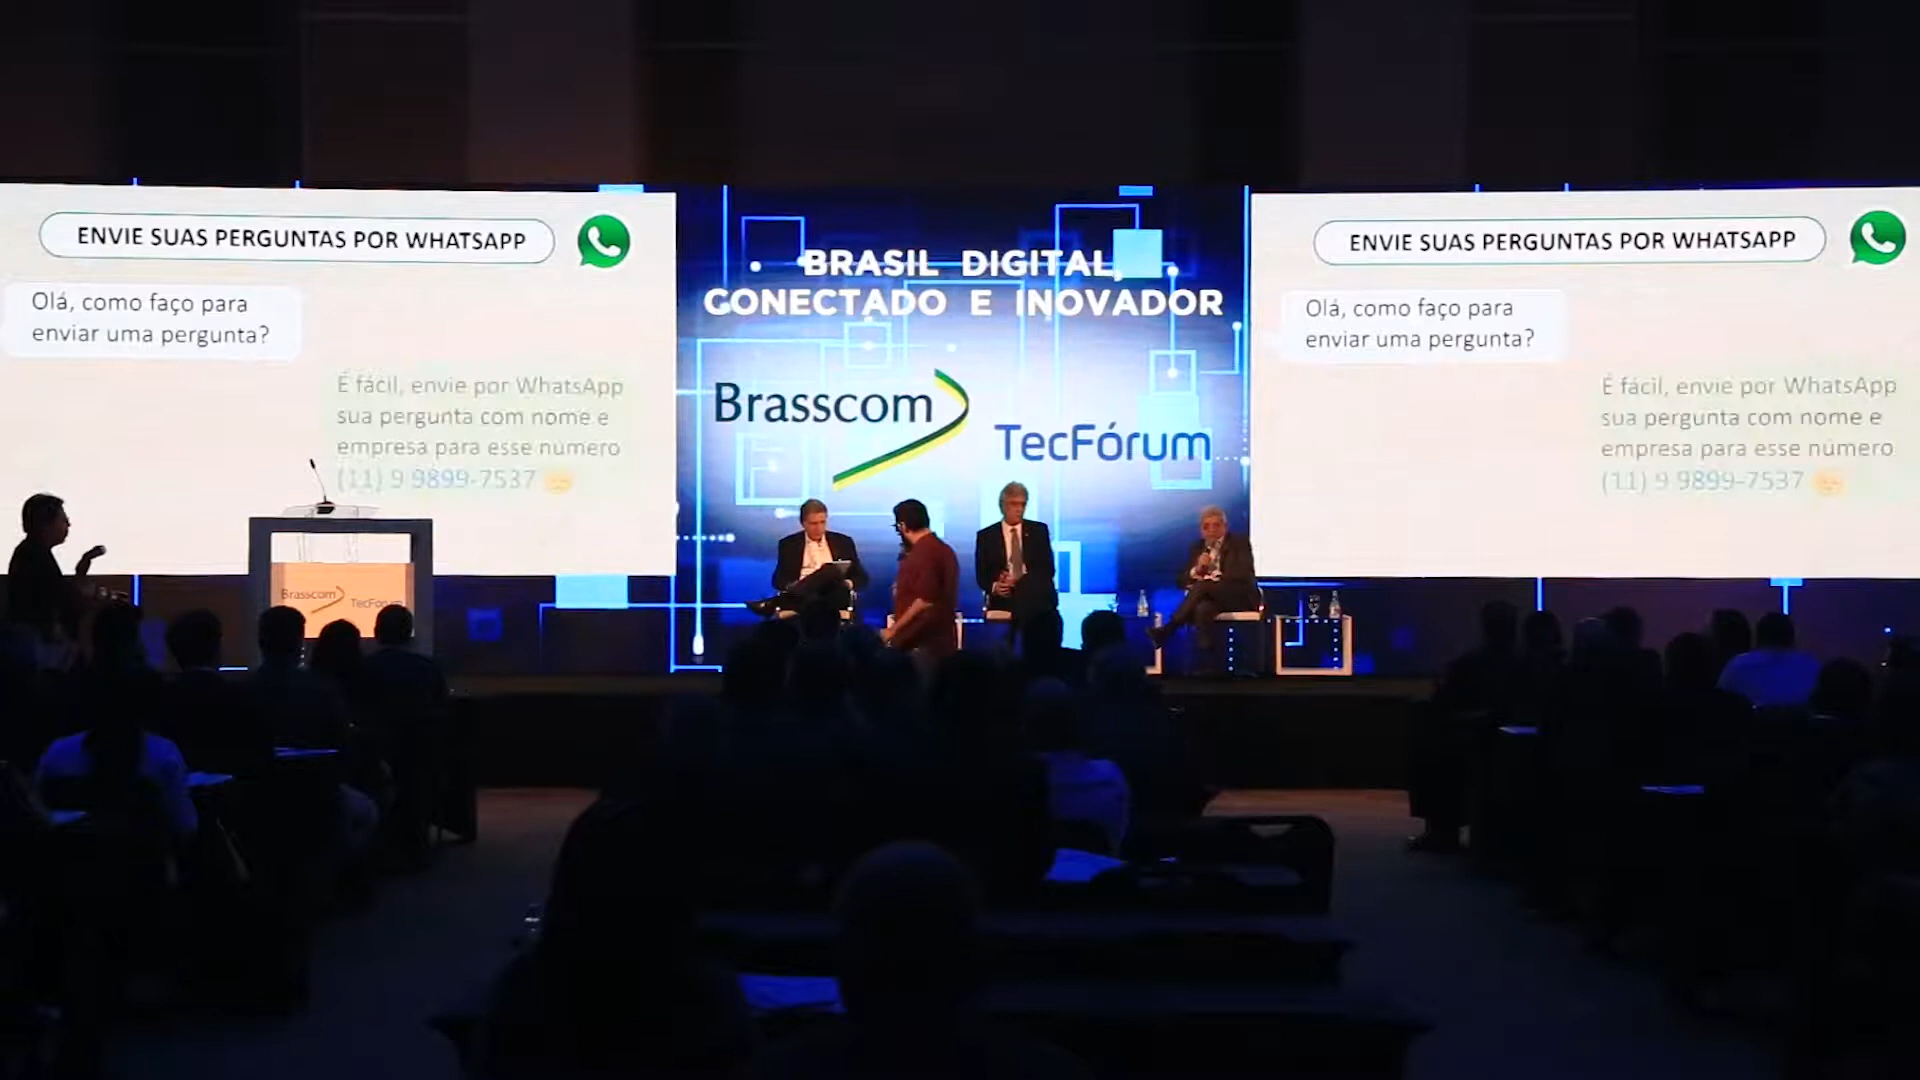 ENVIE SUAS PERGUNTAS POR WHATSAPP
Olá, como faço para
enviar uma pergunta?
É fácil, envie por WhatsApp
sua pergunta com nome e
empresa para esse número
(11) 9 9899-7537
BRASIL DIGITAL,
CONECTADO E INOVADOR
Brasscom
TecFórum
ENVIE SUAS PERGUNTAS POR WHATSAPP
Olá, como faço para
enviar uma pergunta?
É fácil, envie por WhatsApp
sua pergunta com nome e
empresa para esse número
(11) 9 9899-7537
Brasscom
TecFórum